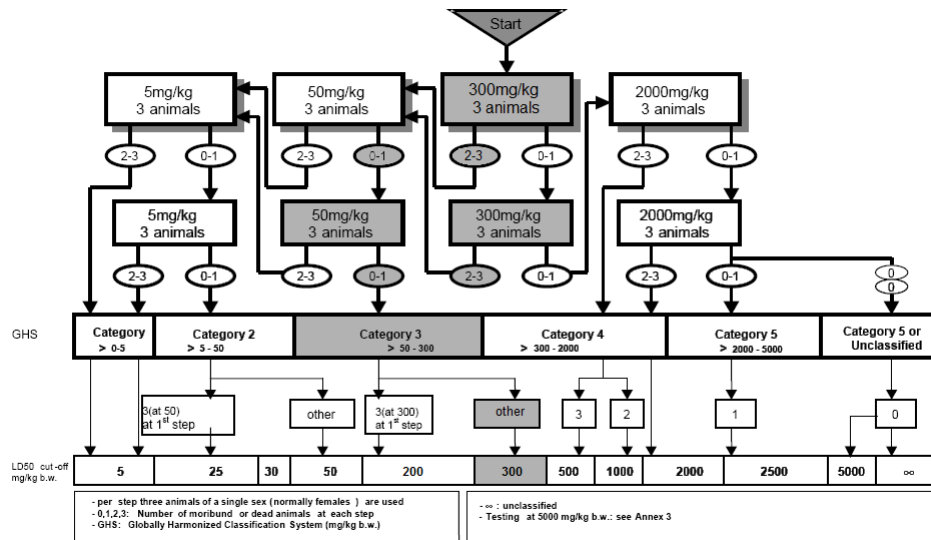 Start
5mg/kg
3 animals
50mg/kg
3 animals
300mg/kg
3 animals
2000mg/kg
3 animals
2-3
0-1
2-3
0-1
2-3
0-1
2-3
0-1
5mg/kg
3 animals
50mg/kg
3 animals
300mg/kg
3 animals
2000mg/kg
3 animals
2-3
0-1
2-3
0-1
2-3
0-1
2-3
0-1
0
0
GHS
Category
> 0-5
Category 2
> 5 - 50
Category 3
> 50 - 300
Category 4
> 300 - 2000
Category 5
> 2000 - 5000
Category 5 or
Unclassified
3(at 50)
at 1st step
other
3(at 300)
at 1st step
other
3
2
1
0
LD50 cut-off
mg/kg b.w.
5
25
30
50
200
300
500
1000
2000
2500
5000
∞
- per step three animals of a single sex (normally females ) are used
- 0,1,2,3: Number of moribund or dead animals at each step
- GHS: Globally Harmonized Classification System (mg/kg b.w.)
- ∞ : unclassified
- Testing at 5000 mg/kg b.w.: see Annex 3